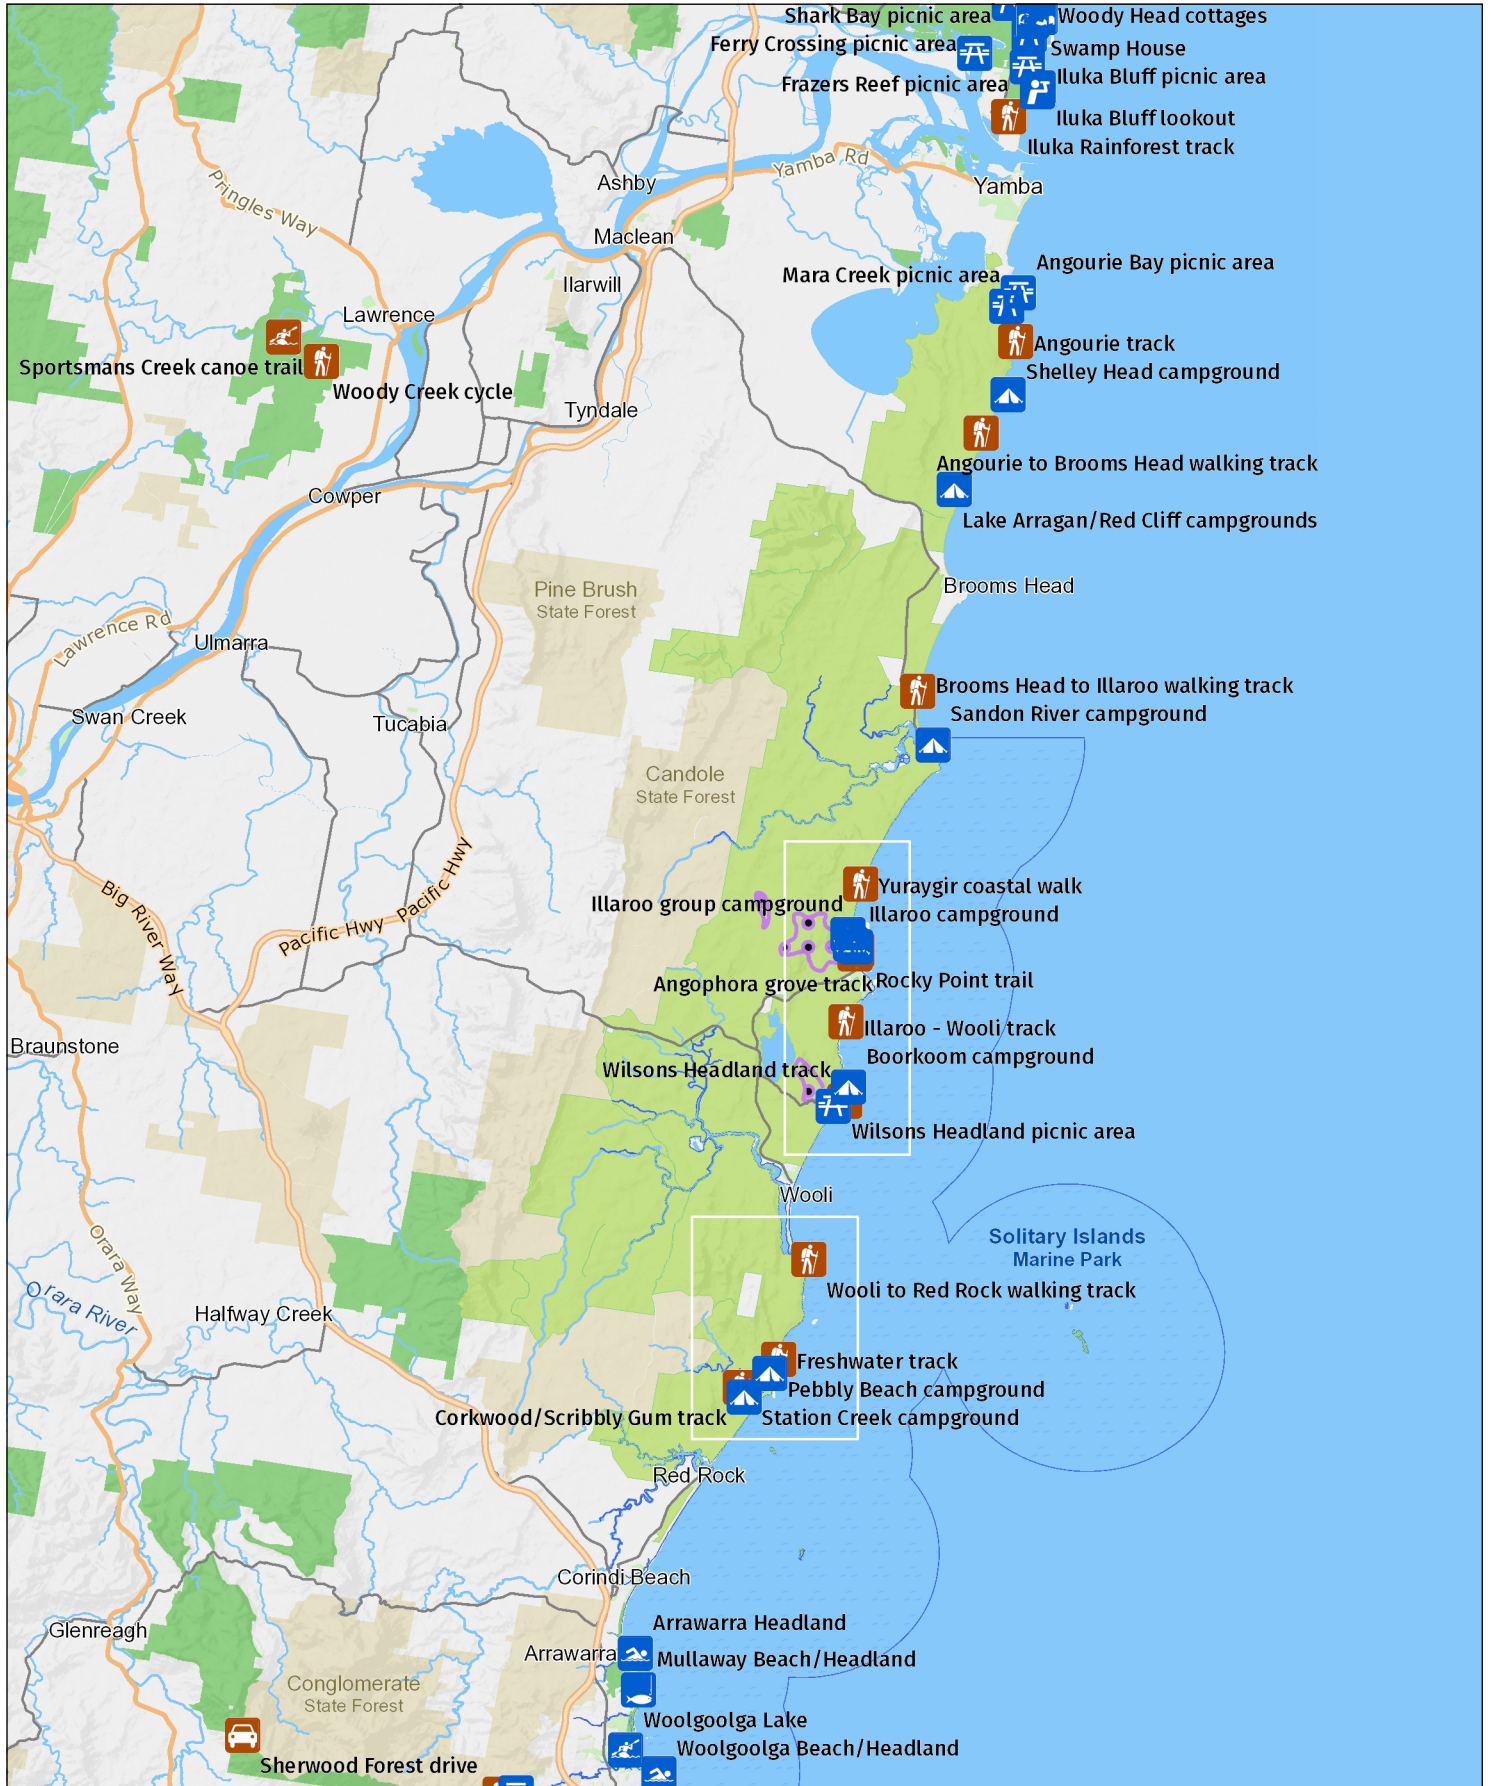 Shark Bay picnic area
Woody Head cottages
Ferry Crossing picnic area
Swamp House
Iluka Bluff picnic area
Frazers Reef picnic area
Iluka Bluff lookout
Iluka Rainforest track
Yamba Rd
Ashby
Yamba
Pringles Way
Maclean
Angourie Bay picnic area
Mara Creek picnic area
Ilarwill
Lawrence
Angourie track
Sportsmans Creek canoe trail
Shelley Head campground
Woody Creek cycle
Tyndale
Angourie to Brooms Head walking track
Cowper
Lake Arragan/Red Cliff campgrounds
Pine Brush
State Forest
Brooms Head
Lawrence Rd
Ulmarra
Brooms Head to Illaroo walking track
Sandon River campground
Swan Creek
Tucabia
Candole
State Forest
Pacific Hwy
Pacific Hwy
Big River Way
Yuraygir coastal walk
Illaroo group campground
Illaroo campground
Angophora grove track
Rocky Point trail
Illaroo - Wooli track
Braunstone
Boorkoom campground
Wilsons Headland track
Wilsons Headland picnic area
Wooli
Solitary Islands
Marine Park
Orara Way
Orara River
Wooli to Red Rock walking track
Halfway Creek
Freshwater track
Pebbly Beach campground
Corkwood/Scribbly Gum track
Station Creek campground
Red Rock
Corindi Beach
Arrawarra Headland
Glenreagh
Arrawarra
Mullaway Beach/Headland
Conglomerate
State Forest
Woolgoolga Lake
Woolgoolga Beach/Headland
Sherwood Forest drive